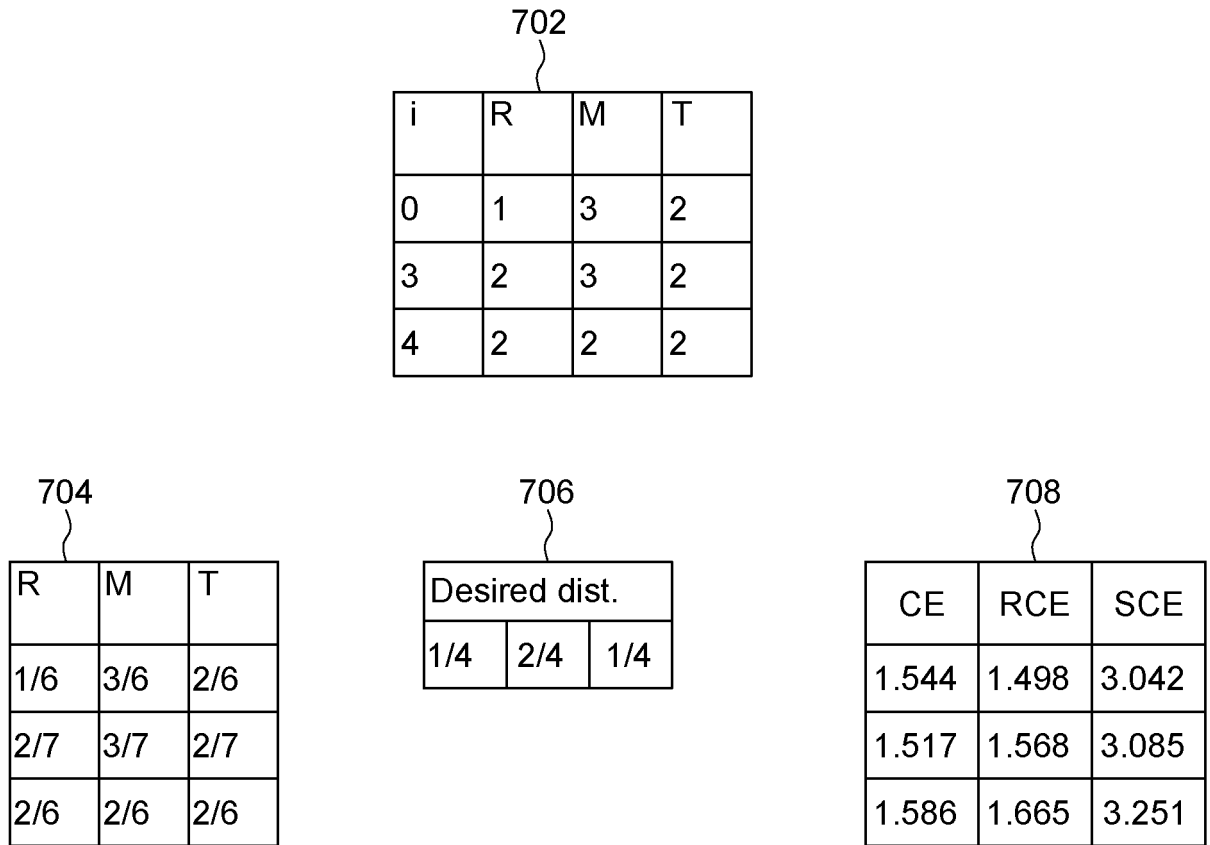 702
i R M T
0 1 3 2
3 2 3 2
4 2 2 2
704
R M T
1/6 3/6 2/6
2/7 3/7 2/7
2/6 2/6 2/6
706
Desired dist.
1/4 2/4 1/4
708
CE RCE SCE
1.544 1.498 3.042
1.517 1.568 3.085
1.586 1.665 3.251